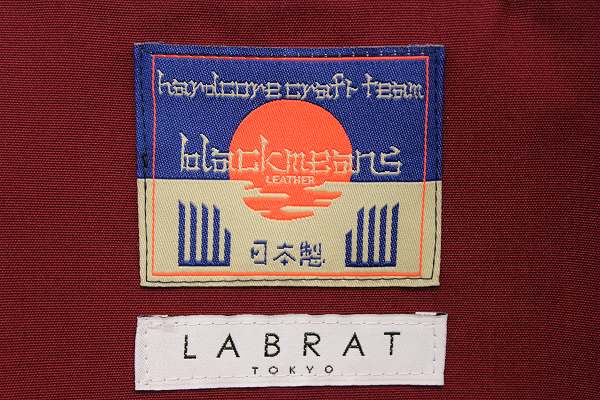 hardcore craft team
blackmeans
LEATHER
日本製
LABRAT
TOKYO